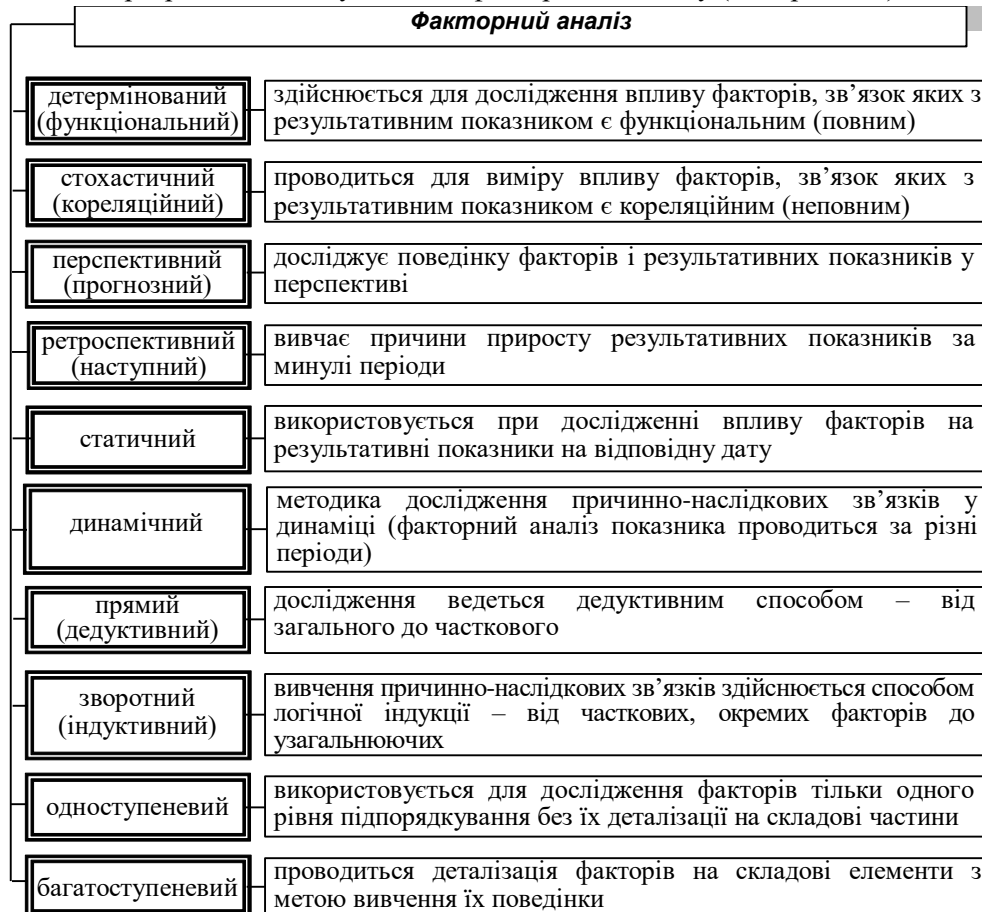 Факторний аналіз
детермінований
(функціональний)
здійснюється для дослідження впливу факторів, зв’язок яких з
результативним показником є функціональним (повним)
стохастичний
(кореляційний)
проводиться для виміру впливу факторів, зв’язок яких з
результативним показником є кореляційним (неповним)
перспективний
(прогнозний)
досліджує поведінку факторів і результативних показників у
перспективі
ретроспективний
(наступний)
вивчає причини приросту результативних показників за
минулі періоди
статичний
використовується при дослідженні впливу факторів на
результативні показники на відповідну дату
динамічний
методика дослідження причинно-наслідкових зв’язків у
динаміці (факторний аналіз показника проводиться за різні
періоди)
прямий
(дедуктивний)
дослідження ведеться дедуктивним способом – від
загального до часткового
зворотний
(індуктивний)
вивчення причинно-наслідкових зв’язків здійснюється способом
логічної індукції – від часткових, окремих факторів до
узагальнюючих
одноступеневий
використовується для дослідження факторів тільки одного
рівня підпорядкування без їх деталізації на складові частини
багатоступеневий
проводиться деталізація факторів на складові елементи з
метою вивчення їх поведінки